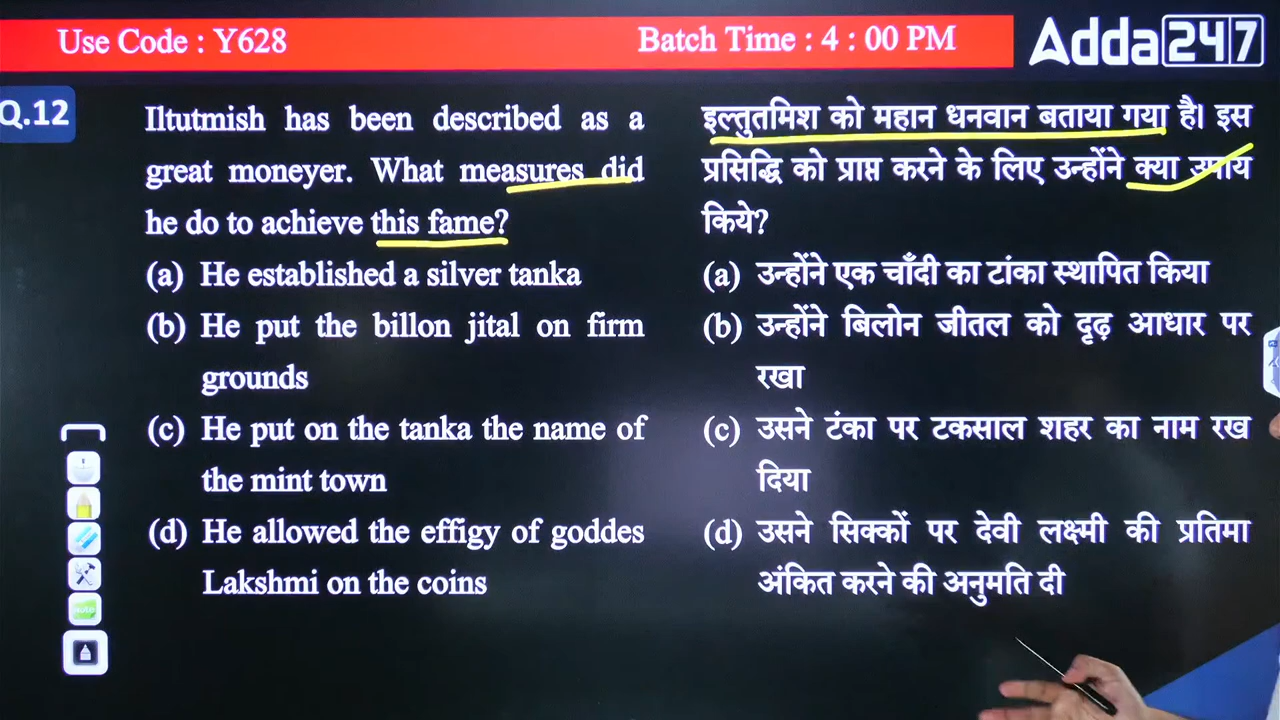 Use Code : Y628
Batch Time : 4 : 00 PM
Adda247
Q.12
Iltutmish has been described as a
great moneyer. What measures did
he do to achieve this fame?
(a) He established a silver tanka
(b) He put the billon jital on firm
grounds
(c) He put on the tanka the name of
the mint town
(d) He allowed the effigy of goddes
Lakshmi on the coins
इल्तुतमिश को महान धनवान बताया गया है। इस
प्रसिद्धि को प्राप्त करने के लिए उन्होंने क्या उपाय
किये?
(a) उन्होंने एक चाँदी का टांका स्थापित किया
(b) उन्होंने बिलोन जीतल को दृढ़ आधार पर
रखा
(c) उसने टंका पर टकसाल शहर का नाम रख
दिया
(d) उसने सिक्कों पर देवी लक्ष्मी की प्रतिमा
अंकित करने की अनुमति दी